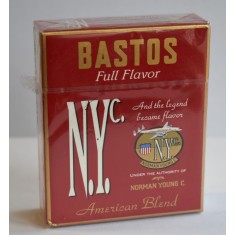 BASTOS
Full Flavor
N.Y.C.
And the legend
became flavor
N.Y.C.
UNDER THE AUTHORITY OF
NORMAN YOUNG C.
American Blend